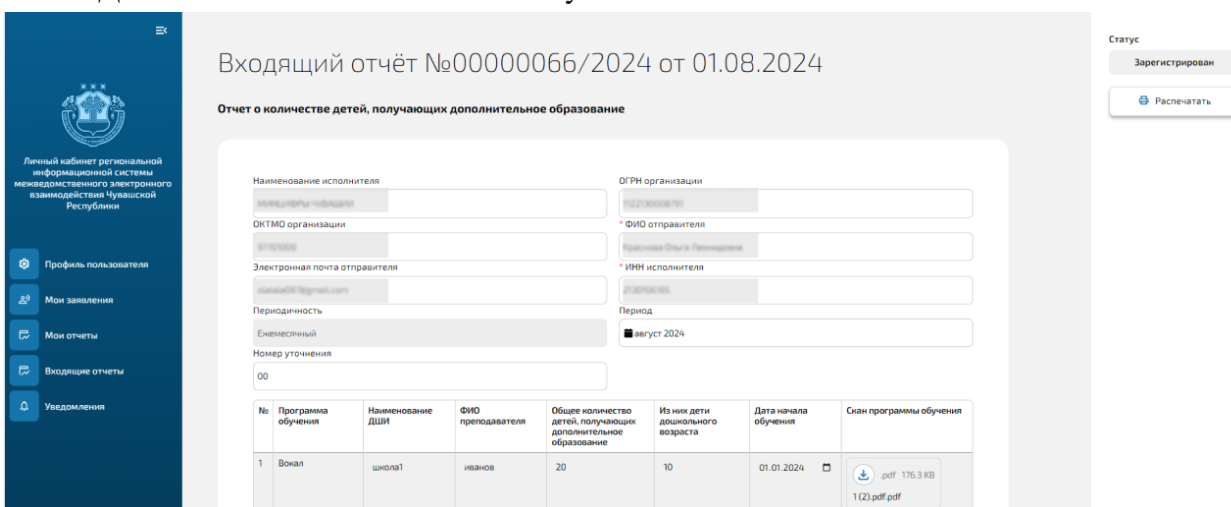 Входящий отчёт №00000066/2024 от 01.08.2024
Отчет о количестве детей, получающих дополнительное образование
Статус
Зарегистрирован
Распечатать
Личный кабинет региональной
информационной системы
межведомственного электронного
взаимодействия Чувашской
Республики
Профиль пользователя
Мои заявления
Мои отчеты
Входящие отчеты
Уведомления
Наименование исполнителя
ОГРН организации
ОКТМО организации
* ФИО отправителя
Электронная почта отправителя
* ИНН исполнителя
Периодичность
Период
Ежемесячный
август 2024
Номер уточнения
00
№ Программа обучения
Наименование ДШИ
ФИО преподавателя
Общее количество детей, получающих дополнительное образование
Из них дети дошкольного возраста
Дата начала обучения
Скан программы обучения
1 Вокал школа1 иванов 20 10 01.01.2024 .pdf 176.3 KB
1 (2).pdf.pdf